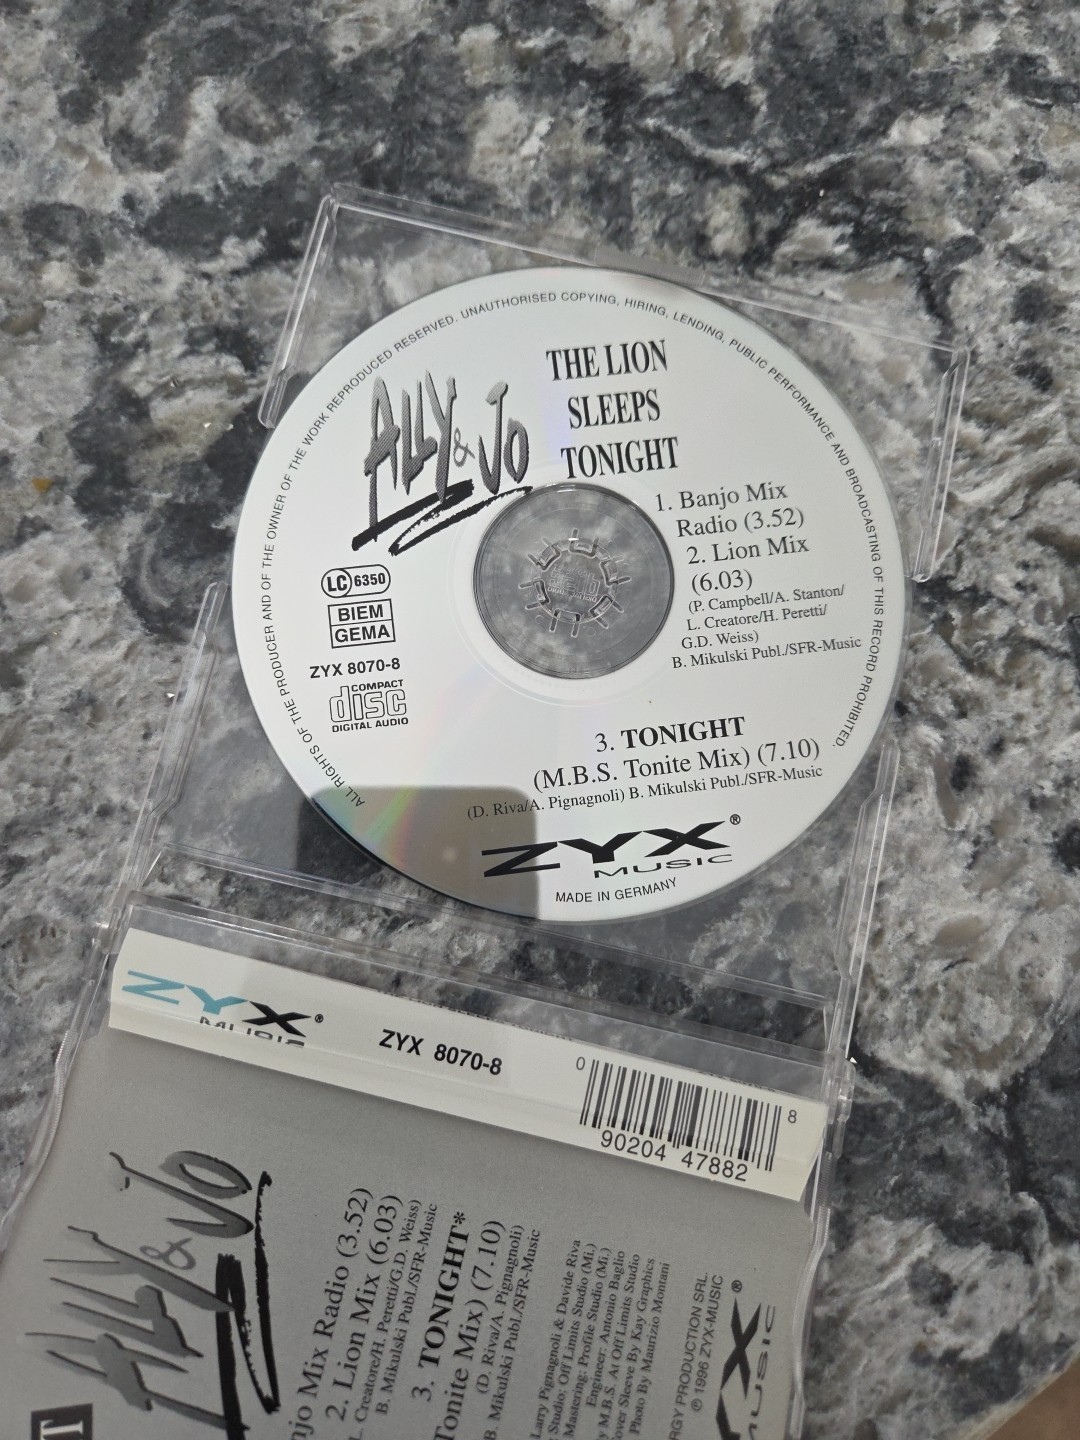 ALL RIGHTS OF THE PRODUCER AND OF THE OWNER OF THE WORK REPRODUCED RESERVED. UNAUTHORISED COPYING, HIRING, LENDING, PUBLIC PERFORMANCE AND BROADCASTING OF THIS RECORD PROHIBITED.
ALLY & JO
THE LION
SLEEPS
TONIGHT
1. Banjo Mix
Radio (3.52)
2. Lion Mix
(6.03)
(P. Campbell/A. Stanton/
L. Creatore/H. Peretti/
G.D. Weiss)
B. Mikulski Publ./SFR-Music
LC 6350
BIEM
GEMA
ZYX 8070-8
COMPACT
disc
DIGITAL AUDIO
3. TONIGHT
(M.B.S. Tonite Mix) (7.10)
(D. Riva/A. Pignagnoli) B. Mikulski Publ./SFR-Music
ZYX®
MUSIC
MADE IN GERMANY
ZYX®
MUSIC
ZYX 8070-8
0 90204 47882 8
ALLY & JO
Mix Radio (3.52)
2. Lion Mix (6.03)
Creatore/H. Peretti/G.D. Weiss)
B. Mikulski Publ./SFR-Music
3. TONIGHT*
Tonite Mix) (7.10)
(D. Riva/A. Pignagnoli)
B. Mikulski Publ./SFR-Music
Larry Pignagnoli & Davide Riva
Studio: Off Limits Studio (Mi.)
Mastering: Profile Studio (Mi.)
Engineer: Antonio Baglio
M.B.S. At Off Limits Studio
Sleeve By Kay Graphics
Photo By Maurizio Montani
PRODUCTION SRL.
℗ 1996 ZYX-MUSIC
YX®
MUSIC